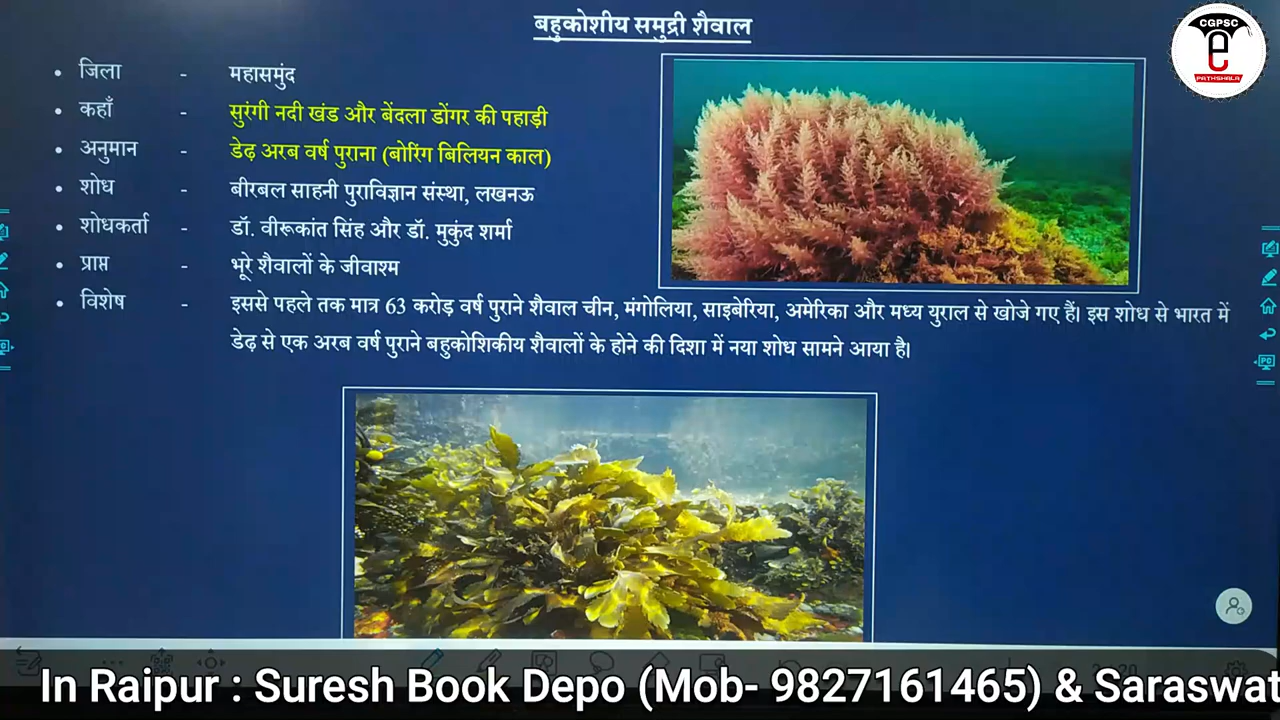 बहुकोशीय समुद्री शैवाल
CGPSC
PATHSHALA
• जिला - महासमुंद
• कहाँ - सुरंगी नदी खंड और बेंदला डोंगर की पहाड़ी
• अनुमान - डेढ़ अरब वर्ष पुराना (बोरिंग बिलियन काल)
• शोध - बीरबल साहनी पुराविज्ञान संस्था, लखनऊ
• शोधकर्ता - डॉ. वीरूकांत सिंह और डॉ. मुकुंद शर्मा
• प्राप्त - भूरे शैवालों के जीवाश्म
• विशेष - इससे पहले तक मात्र 63 करोड़ वर्ष पुराने शैवाल चीन, मंगोलिया, साइबेरिया, अमेरिका और मध्य युराल से खोजे गए हैं। इस शोध से भारत में
डेढ़ से एक अरब वर्ष पुराने बहुकोशिकीय शैवालों के होने की दिशा में नया शोध सामने आया है।
In Raipur : Suresh Book Depo (Mob- 9827161465) & Saraswat